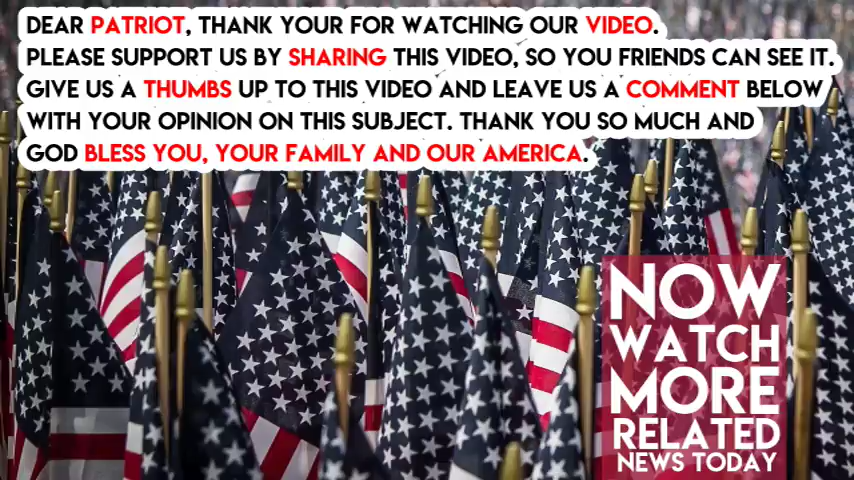 DEAR PATRIOT, THANK YOUR FOR WATCHING OUR VIDEO.
PLEASE SUPPORT US BY SHARING THIS VIDEO, SO YOU FRIENDS CAN SEE IT.
GIVE US A THUMBS UP TO THIS VIDEO AND LEAVE US A COMMENT BELOW
WITH YOUR OPINION ON THIS SUBJECT. THANK YOU SO MUCH AND
GOD BLESS YOU, YOUR FAMILY AND OUR AMERICA.
NOW
WATCH
MORE
RELATED
NEWS TODAY